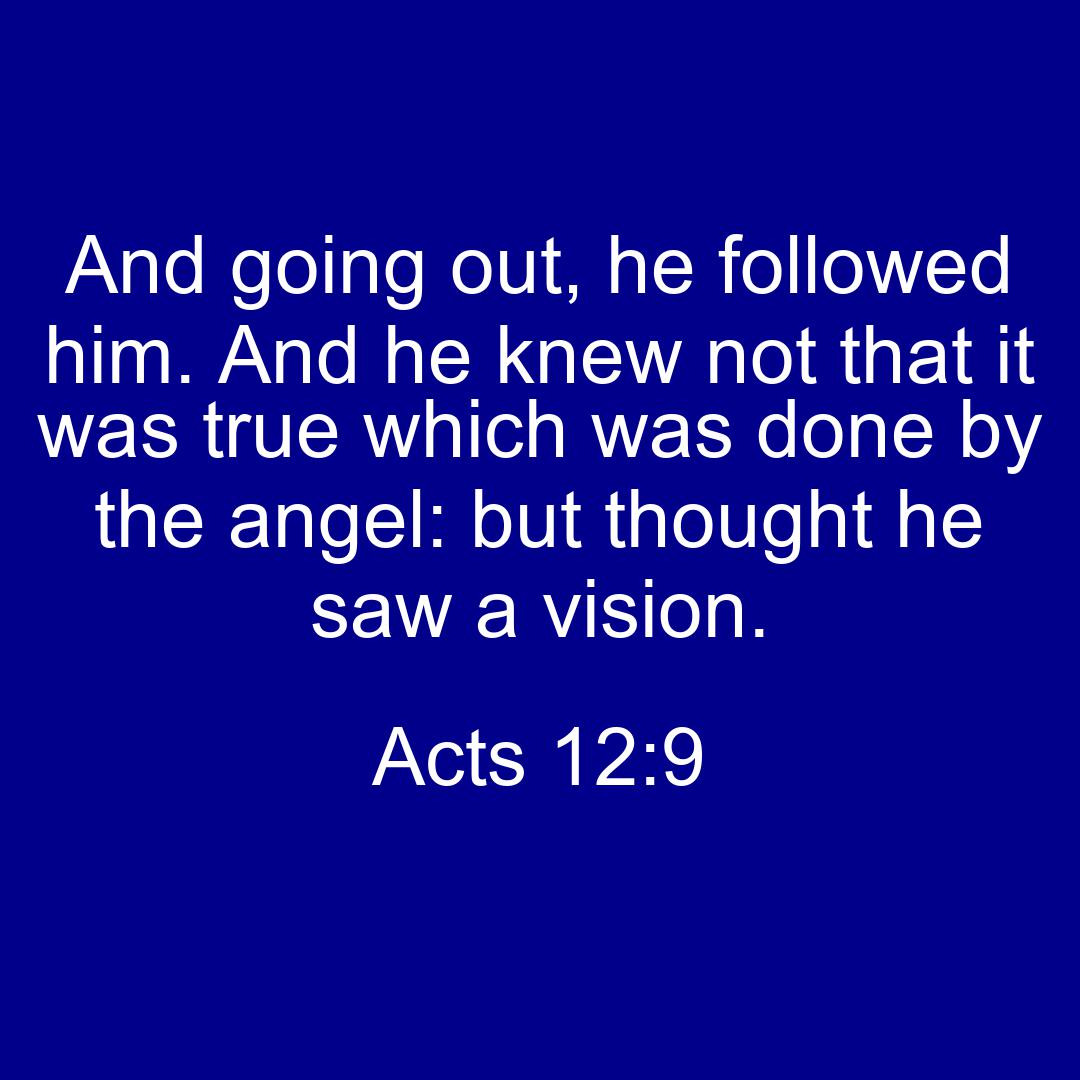 And going out, he followed
him. And he knew not that it
was true which was done by
the angel: but thought he
saw a vision.
Acts 12:9